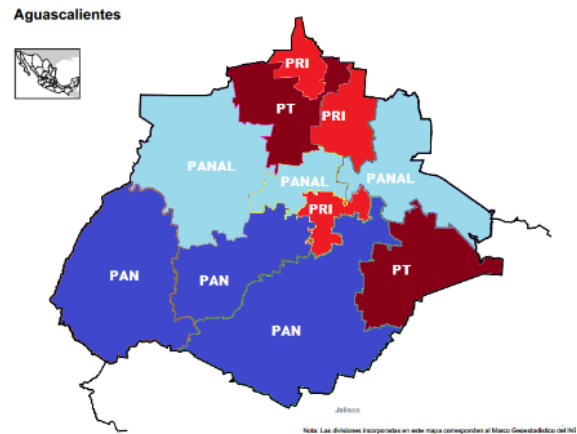 Aguascalientes
PRI
PT
PRI
PANAL
PANAL
PANAL
PRI
PAN
PAN
PT
PAN
Jalisco
Nota: Las divisiones incorporadas en este mapa corresponden al Marco Geoestadístico del INE